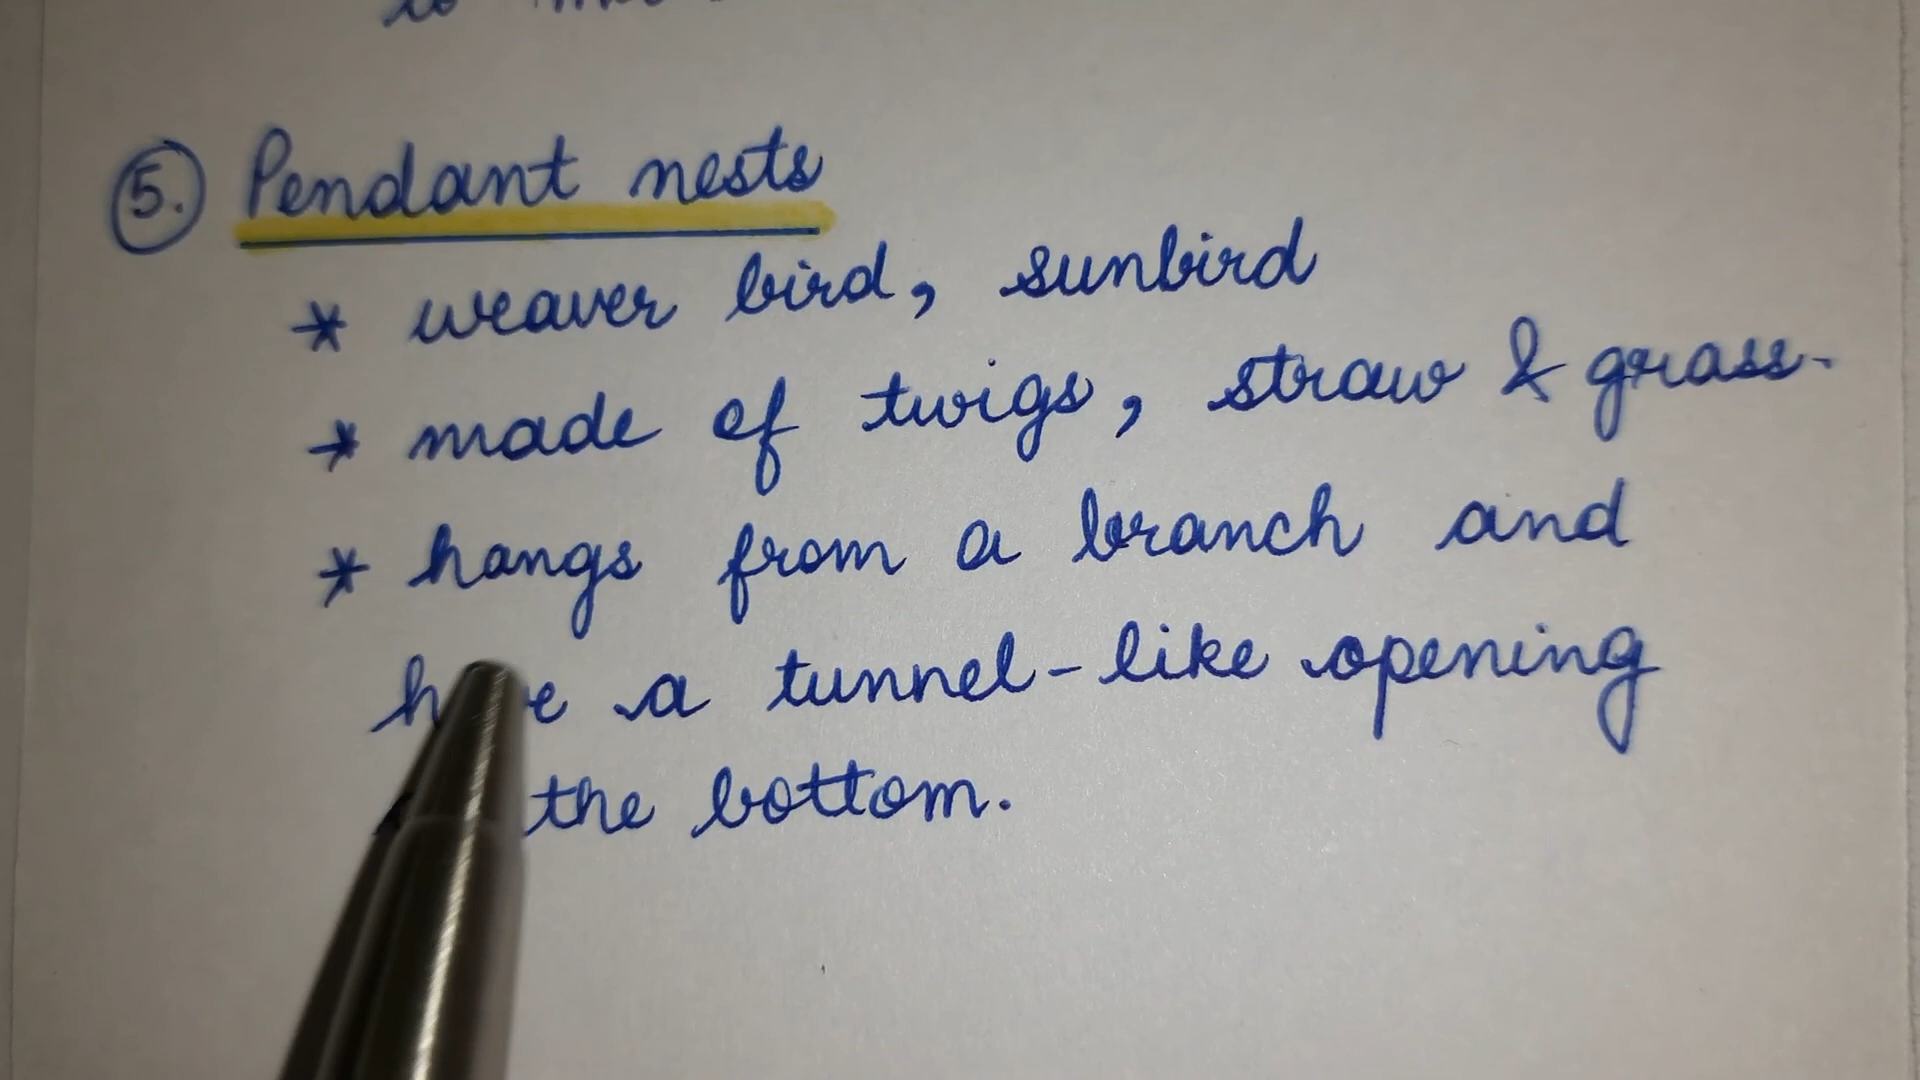 5. Pendant nests
* weaver bird, sunbird
* made of twigs, straw & grass.
* hangs from a branch and
a tunnel-like opening
the bottom.